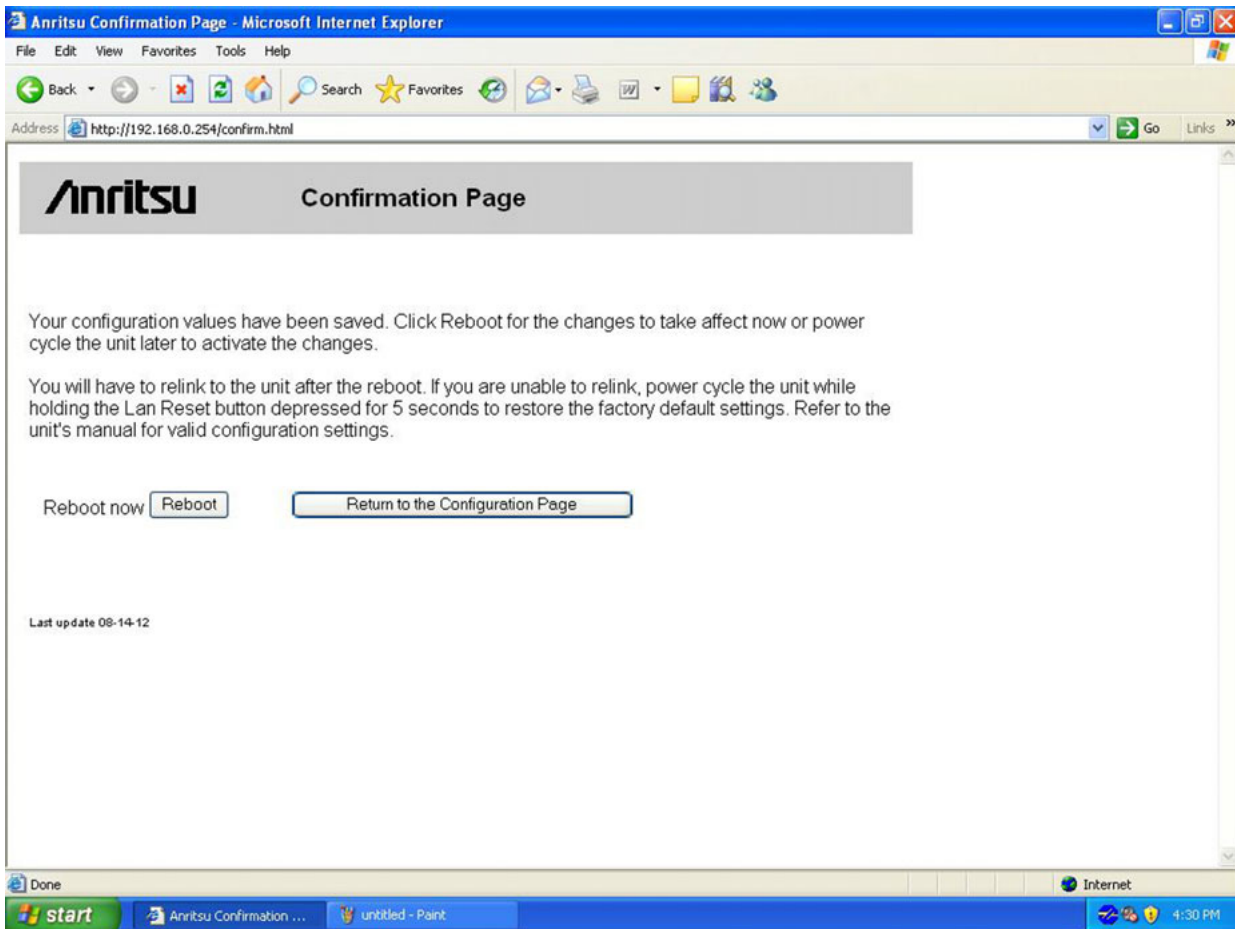 Anritsu Confirmation Page - Microsoft Internet Explorer
File Edit View Favorites Tools Help
Back Search Favorites
Address http://192.168.0.254/confirm.html Go Links »
Anritsu Confirmation Page
Your configuration values have been saved. Click Reboot for the changes to take affect now or power
cycle the unit later to activate the changes.
You will have to relink to the unit after the reboot. If you are unable to relink, power cycle the unit while
holding the Lan Reset button depressed for 5 seconds to restore the factory default settings. Refer to the
unit's manual for valid configuration settings.
Reboot now Reboot Return to the Configuration Page
Last update 08-14-12
Done Internet
start Anritsu Confirmation ... untitled - Paint 4:30 PM